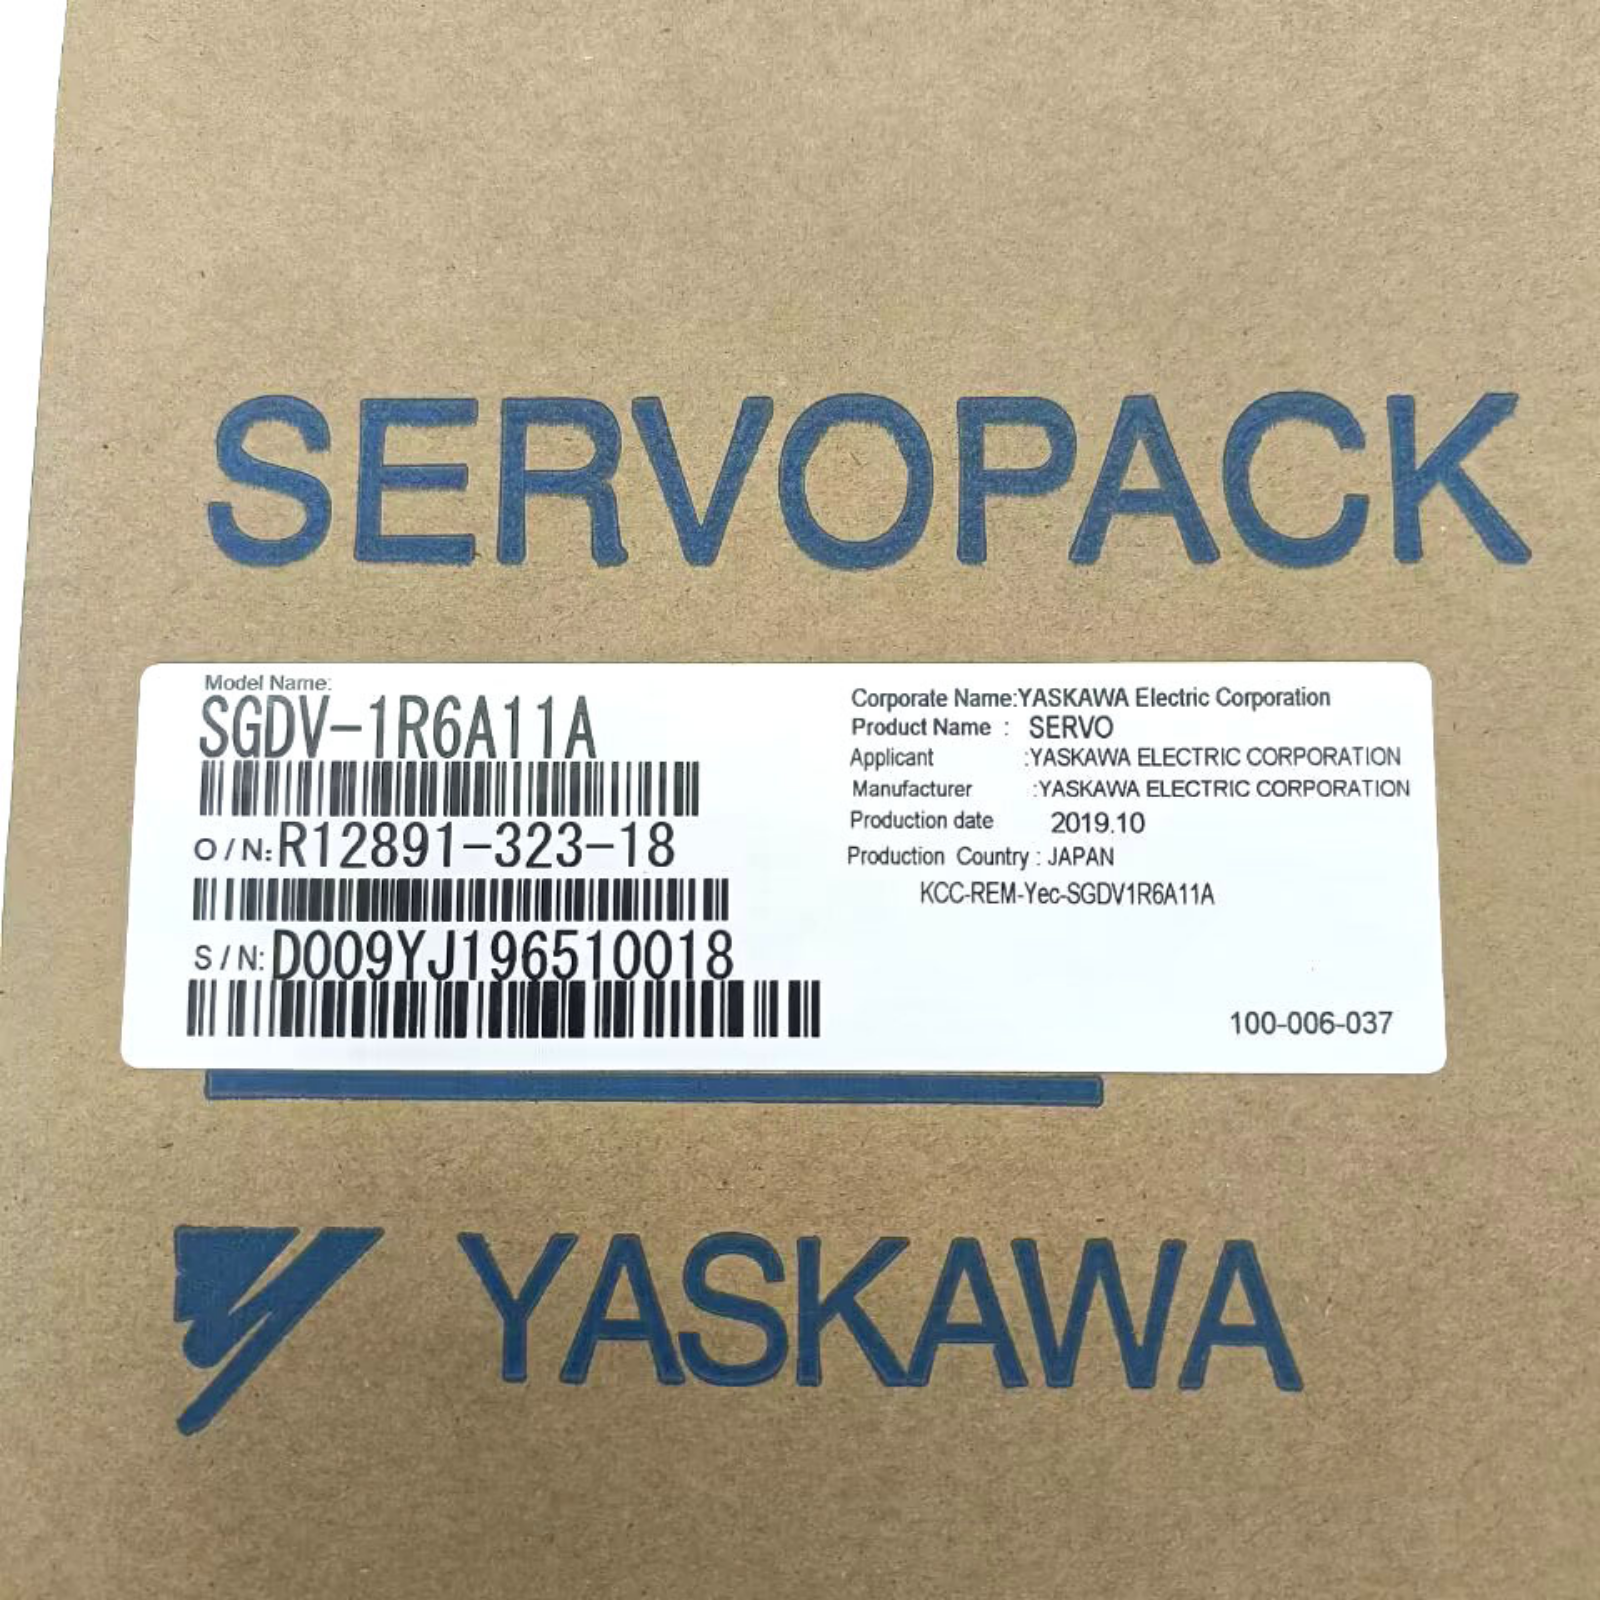 SERVOPACK
Model Name:
SGDV-1R6A11A
O/N:R12891-323-18
S/N:D009YJ196510018
Corporate Name:YASKAWA Electric Corporation
Product Name : SERVO
Applicant :YASKAWA ELECTRIC CORPORATION
Manufacturer :YASKAWA ELECTRIC CORPORATION
Production date 2019.10
Production Country : JAPAN
KCC-REM-Yec-SGDV1R6A11A
100-006-037
YASKAWA